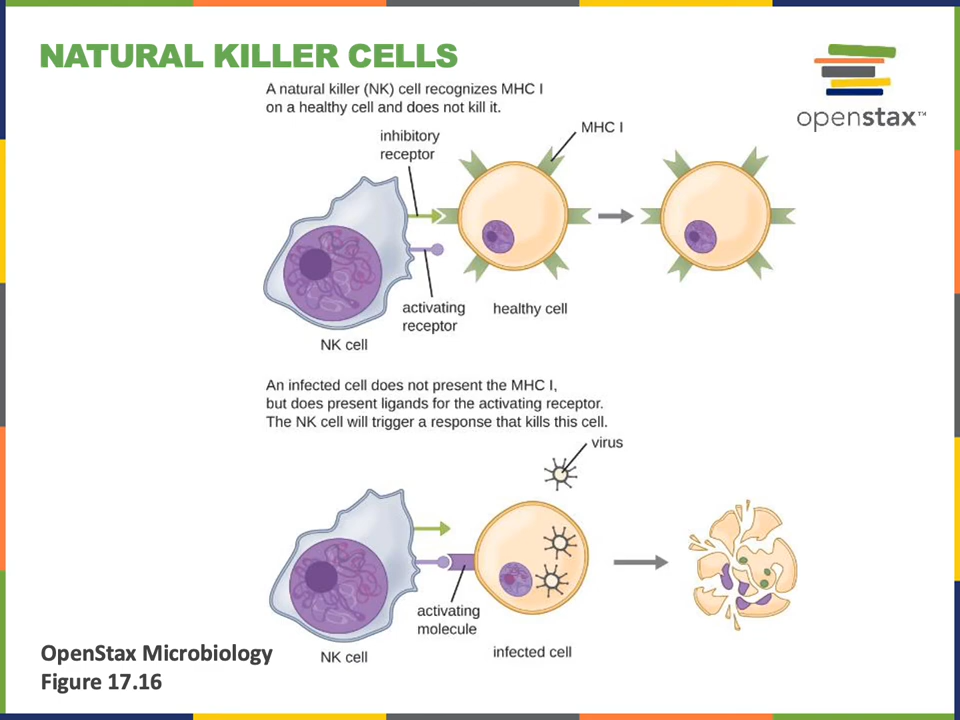 NATURAL KILLER CELLS
openstax™
A natural killer (NK) cell recognizes MHC I
on a healthy cell and does not kill it.
inhibitory
receptor
MHC I
activating
receptor
healthy cell
NK cell
An infected cell does not present the MHC I,
but does present ligands for the activating receptor.
The NK cell will trigger a response that kills this cell.
virus
activating
molecule
NK cell
infected cell
OpenStax Microbiology
Figure 17.16